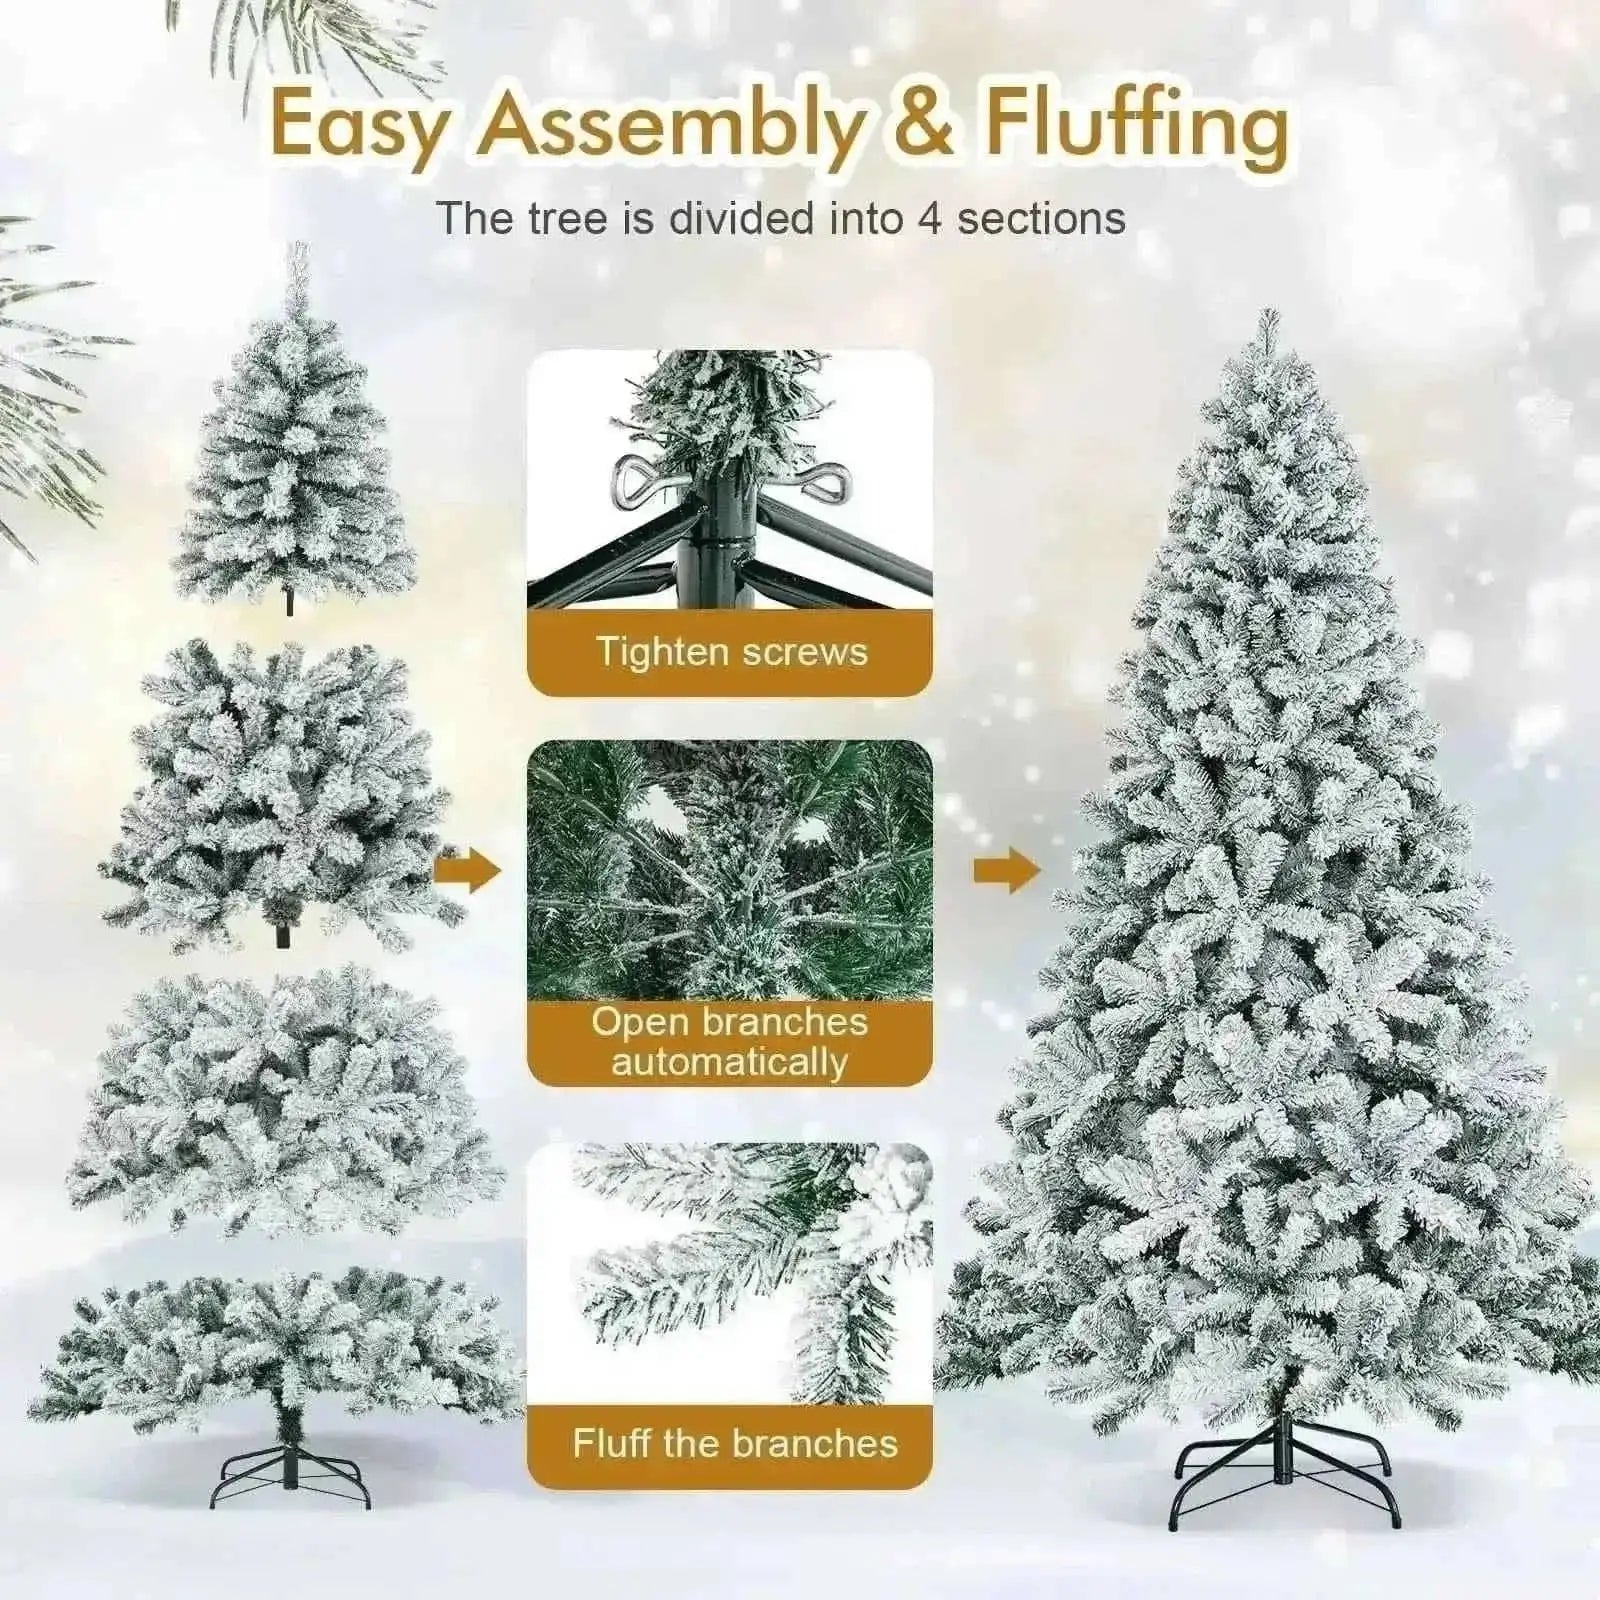 Easy Assembly & Fluffing
The tree is divided into 4 sections
Tighten screws
Open branches
automatically
Fluff the branches